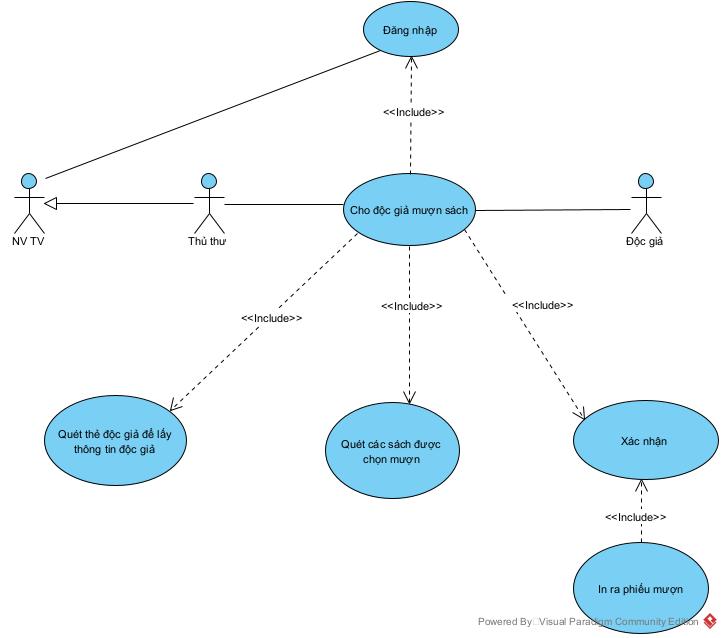 Đăng nhập
<<Include>>
NV TV
Thủ thư
Cho độc giả mượn sách
Độc giả
<<Include>>
<<Include>>
<<Include>>
Quét thẻ độc giả để lấy
thông tin độc giả
Quét các sách được
chọn mượn
Xác nhận
<<Include>>
In ra phiếu mượn
Powered By Visual Paradigm Community Edition